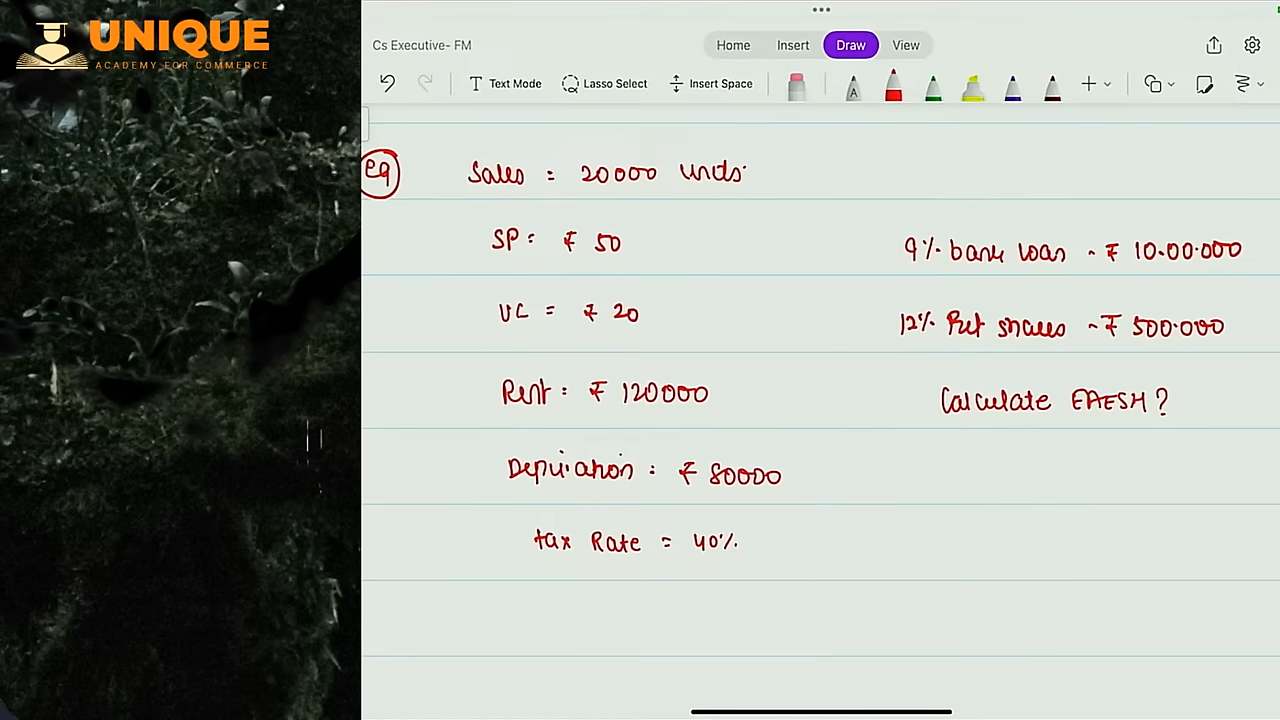 UNIQUE
ACADEMY FOR COMMERCE
Cs Executive- FM
Home Insert Draw View
Text Mode Lasso Select Insert Space
eg
Sales = 20000 units
SP = ₹ 50
VC = ₹ 20
Rent = ₹ 120000
Depreciation = ₹ 80000
tax Rate = 40%
9% bank loan - ₹ 10.00.000
12% Pref shares - ₹ 500.000
Calculate EAESH?